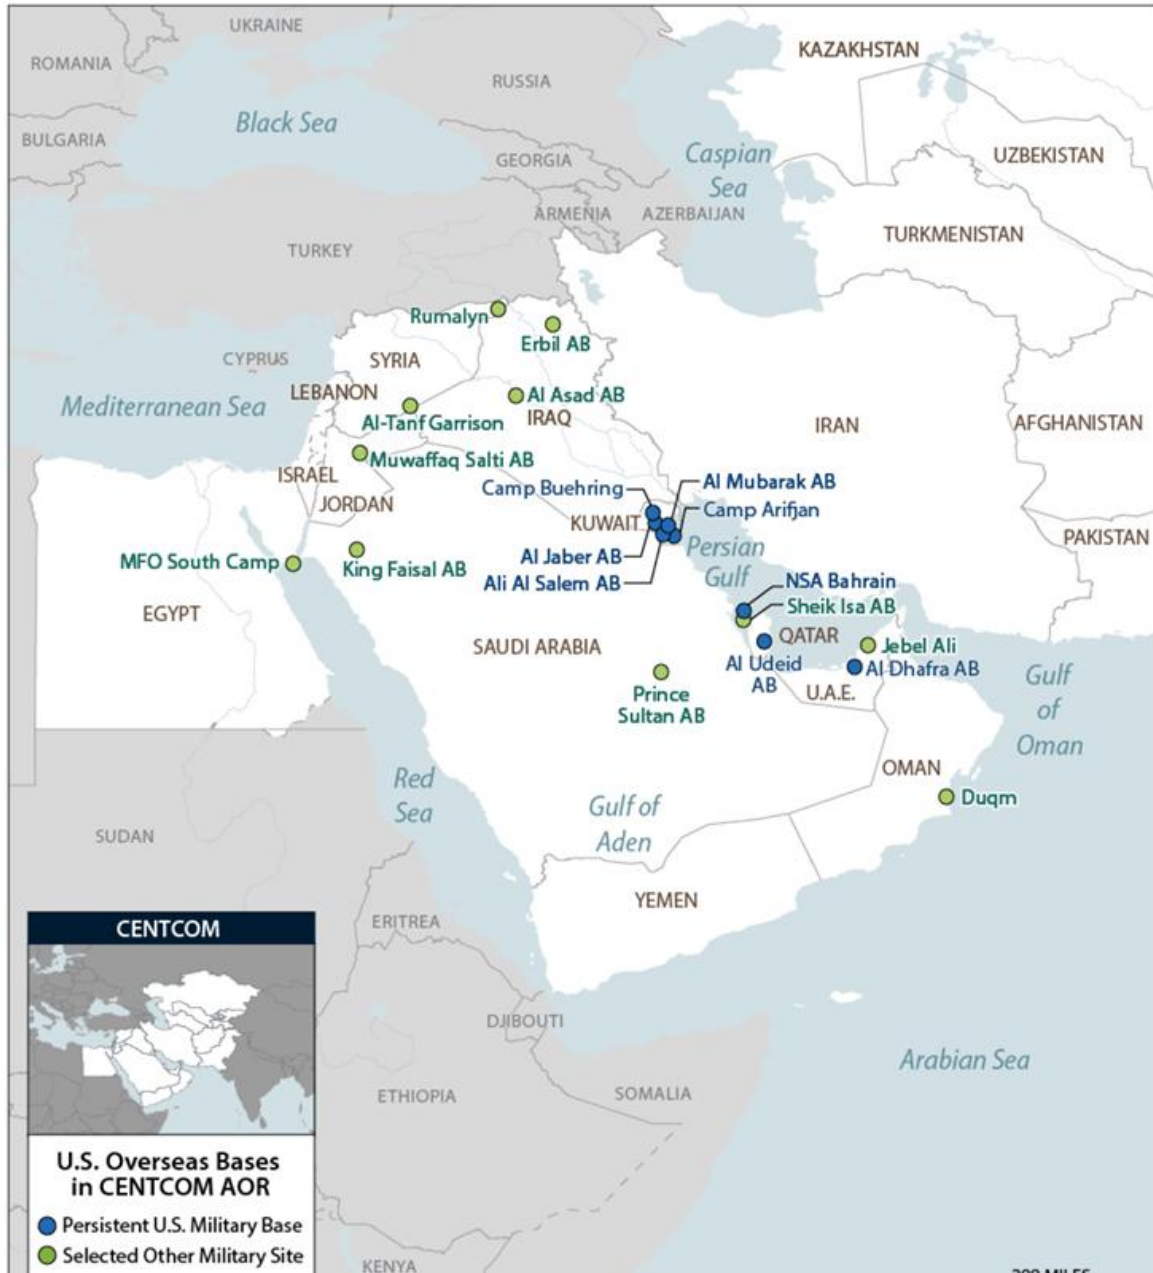 UKRAINE
KAZAKHSTAN
ROMANIA
RUSSIA
Black Sea
BULGARIA
GEORGIA
Caspian
Sea
UZBEKISTAN
ARMENIA
AZERBAIJAN
TURKMENISTAN
TURKEY
Rumalyn
Erbil AB
CYPRUS
SYRIA
LEBANON
Al Asad AB
Mediterranean Sea
IRAQ
Al-Tanf Garrison
IRAN
AFGHANISTAN
Muwaffaq Salti AB
ISRAEL
Camp Buehring
Al Mubarak AB
JORDAN
Camp Arifjan
KUWAIT
PAKISTAN
Persian
Gulf
Al Jaber AB
MFO South Camp
King Faisal AB
Ali Al Salem AB
NSA Bahrain
Sheik Isa AB
EGYPT
QATAR
SAUDI ARABIA
Jebel Ali
Al Udeid
AB
Al Dhafra AB
Prince
Sultan AB
U.A.E.
Gulf
of
Oman
OMAN
Red
Sea
Duqm
Gulf of
Aden
SUDAN
YEMEN
ERITREA
DJIBOUTI
Arabian Sea
ETHIOPIA
SOMALIA
KENYA
CENTCOM
U.S. Overseas Bases
in CENTCOM AOR
Persistent U.S. Military Base
Selected Other Military Site